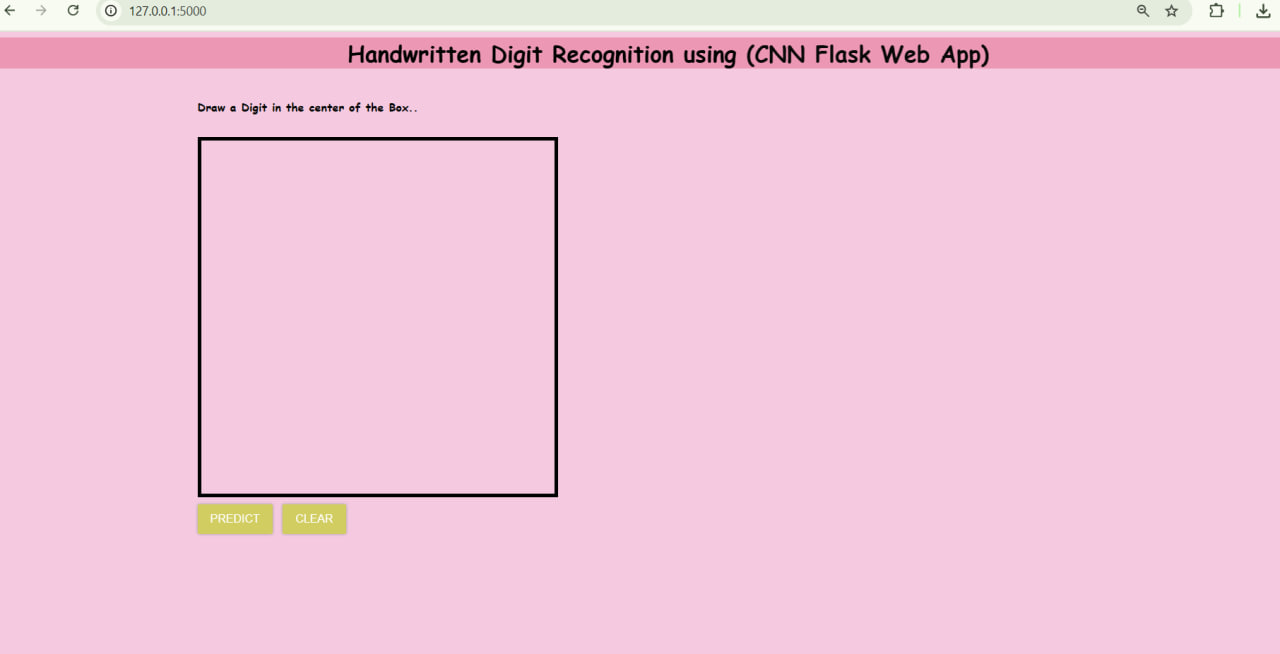 127.0.0.1:5000
Handwritten Digit Recognition using (CNN Flask Web App)
Draw a Digit in the center of the Box..
PREDICT CLEAR